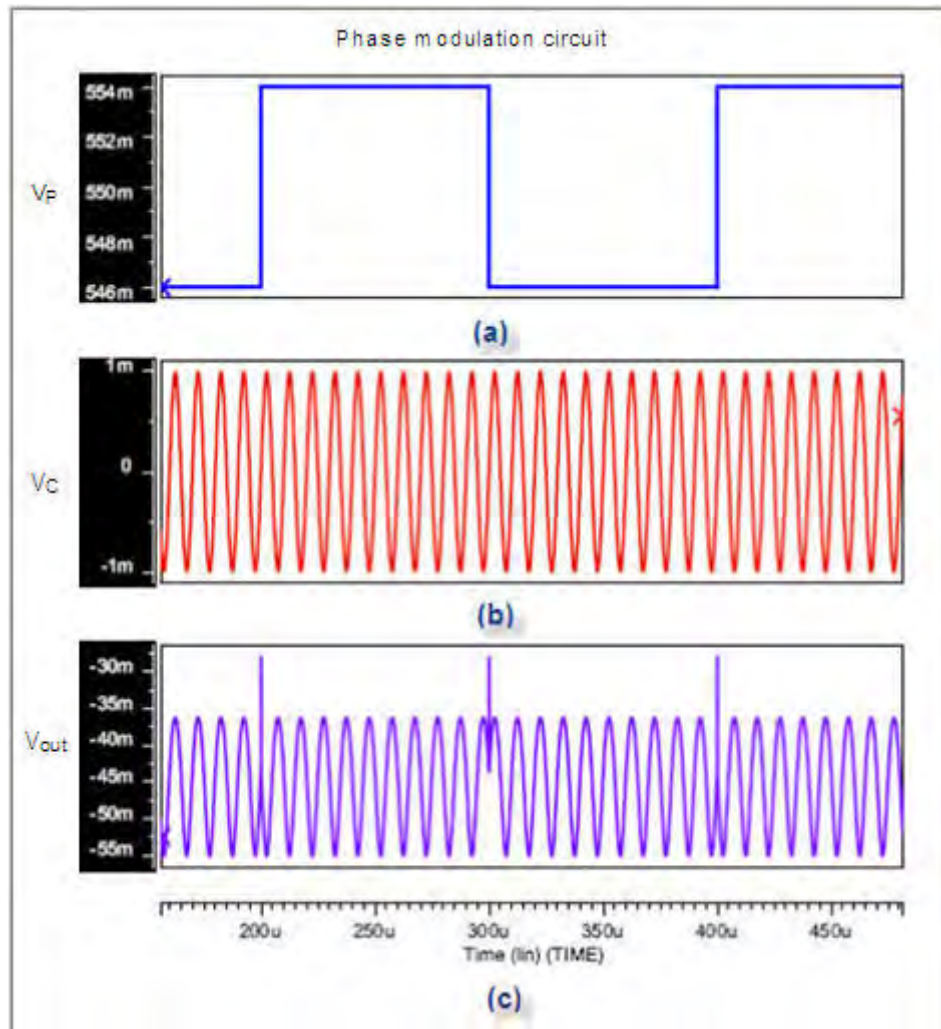 Phase modulation circuit
554m
552m
550m
548m
546m
VP
(a)
1m
0
-1m
VC
(b)
-30m
-35m
-40m
-45m
-50m
-55m
Vout
200u 250u 300u 350u 400u 450u
Time (lin) (TIME)
(c)